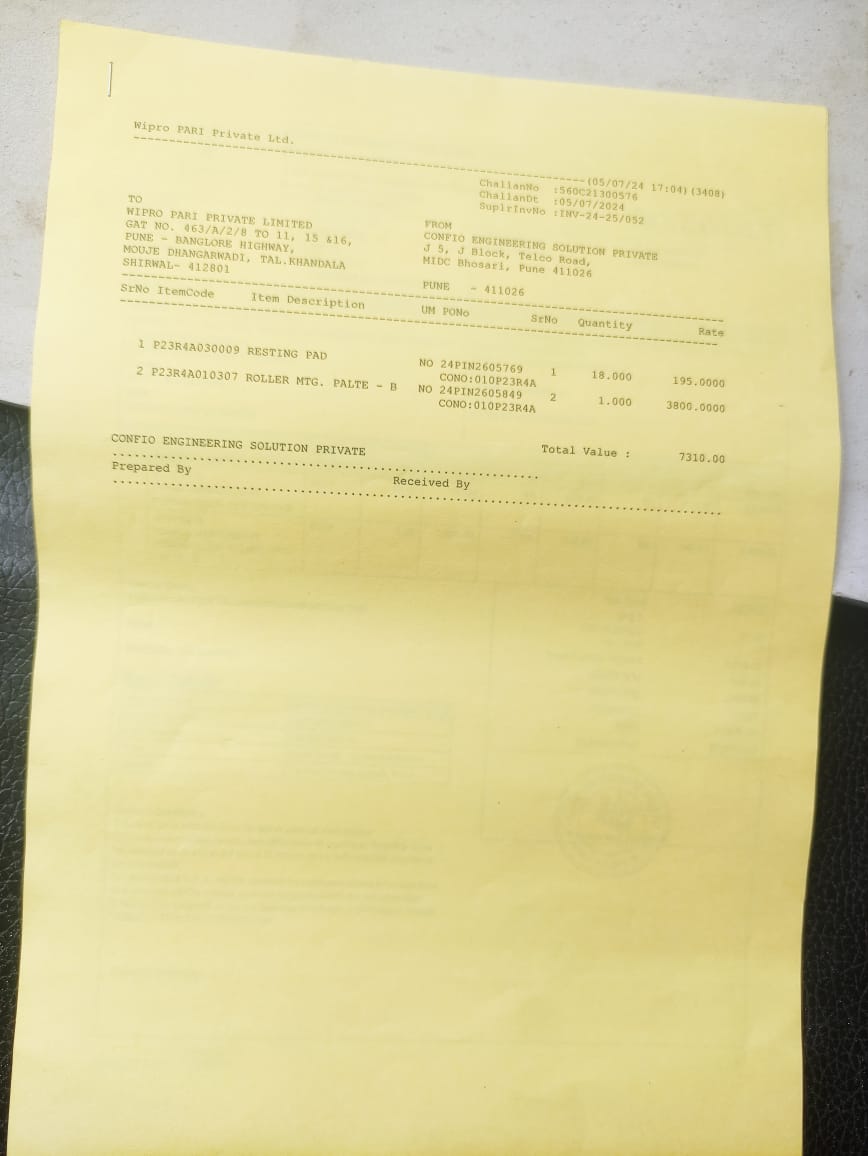 Wipro PARI Private Ltd.
(05/07/24 17:04)(3408)
ChallanNo :560C21300576
ChallanDt :05/07/2024
SuplrInvNo :INV-24-25/052
TO
WIPRO PARI PRIVATE LIMITED
GAT NO. 463/A/2/8 TO 11, 15 &16,
PUNE - BANGLORE HIGHWAY,
MOUJE DHANGARWADI, TAL.KHANDALA
SHIRWAL- 412801
FROM
CONFIO ENGINEERING SOLUTION PRIVATE
J 5, J Block, Telco Road,
MIDC Bhosari, Pune 411026
PUNE - 411026
SrNo ItemCode Item Description UM PONo SrNo Quantity Rate
1 P23R4A030009 RESTING PAD NO 24PIN2605769 1 18.000 195.0000
CONO:010P23R4A
2 P23R4A010307 ROLLER MTG. PALTE - B NO 24PIN2605849 2 1.000 3800.0000
CONO:010P23R4A
CONFIO ENGINEERING SOLUTION PRIVATE Total Value : 7310.00
Prepared By Received By